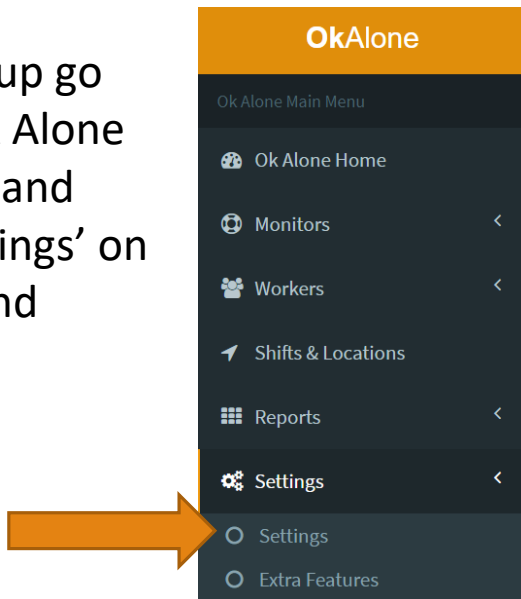 up go
Alone
and
ings’ on
nd
OkAlone
Ok Alone Main Menu
Ok Alone Home
Monitors
Workers
Shifts & Locations
Reports
Settings
Settings
Extra Features